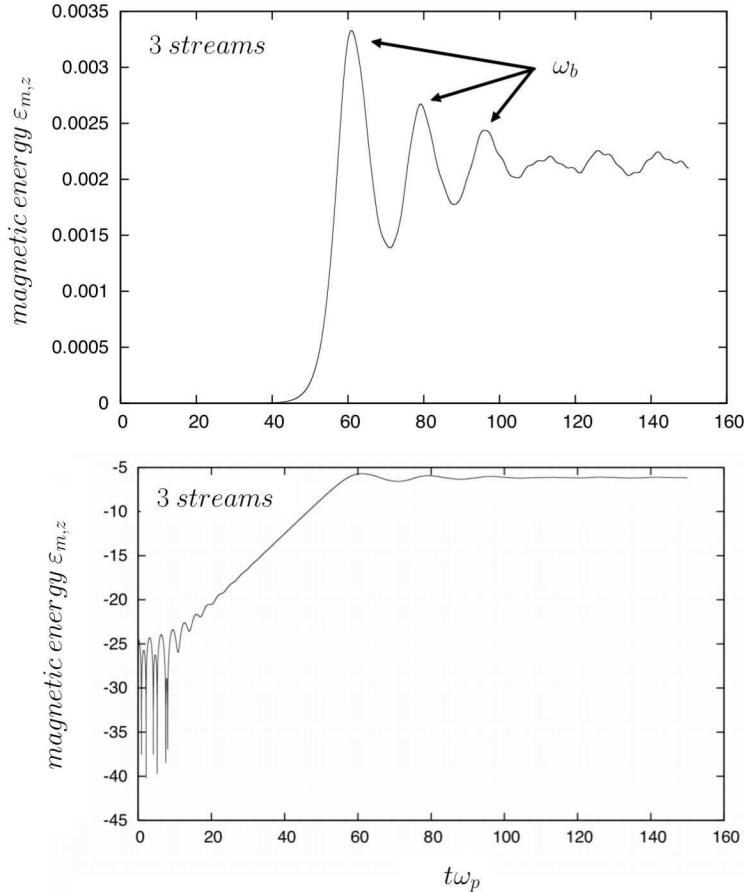 0.0035
3 streams
0.003
ω_b
0.0025
0.002
0.0015
0.001
0.0005
0
magnetic energy ε_{m,z}
0 20 40 60 80 100 120 140 160
-5
3 streams
-10
-15
-20
-25
-30
-35
-40
-45
magnetic energy ε_{m,z}
0 20 40 60 80 100 120 140 160
tω_p